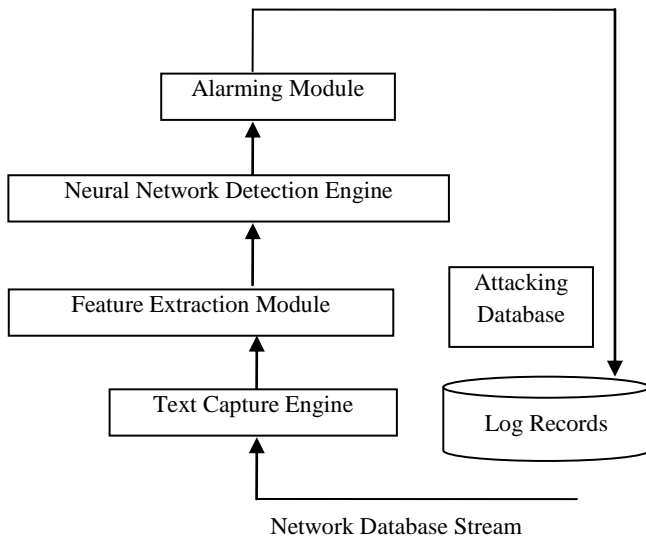 Alarming Module
Neural Network Detection Engine
Feature Extraction Module
Attacking
Database
Text Capture Engine
Log Records
Network Database Stream